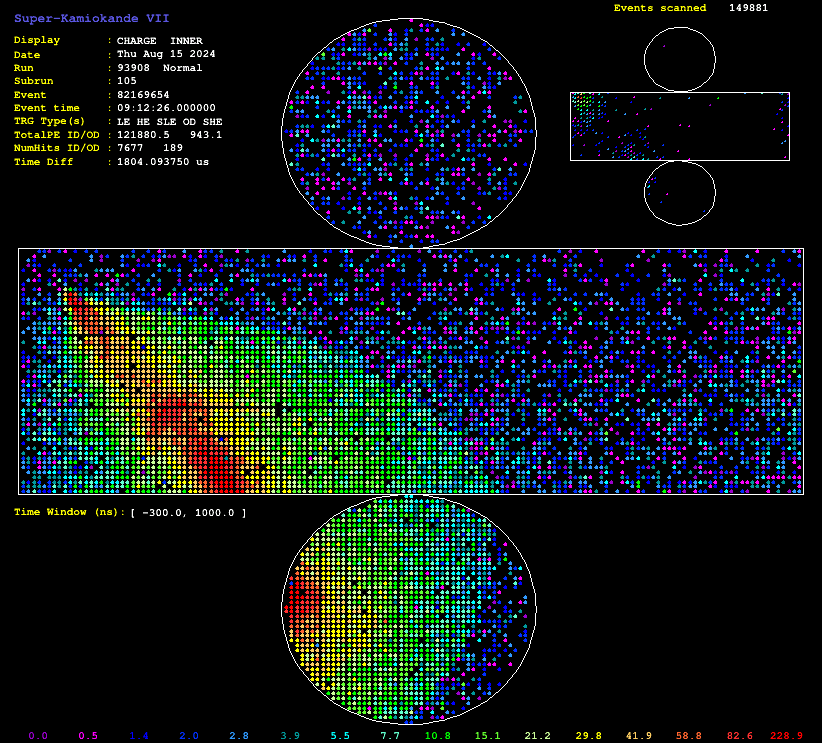 Super-Kamiokande VII
Events scanned 149881
Display : CHARGE INNER
Date : Thu Aug 15 2024
Run : 93908 Normal
Subrun : 105
Event : 82169654
Event time : 09:12:26.000000
TRG Type(s) : LE HE SLE OD SHE
TotalPE ID/OD : 121880.5 943.1
NumHits ID/OD : 7677 189
Time Diff : 1804.093750 us
Time Window (ns): [ -300.0, 1000.0 ]
0.0 0.5 1.4 2.0 2.8 3.9 5.5 7.7 10.8 15.1 21.2 29.8 41.9 58.8 82.6 228.9